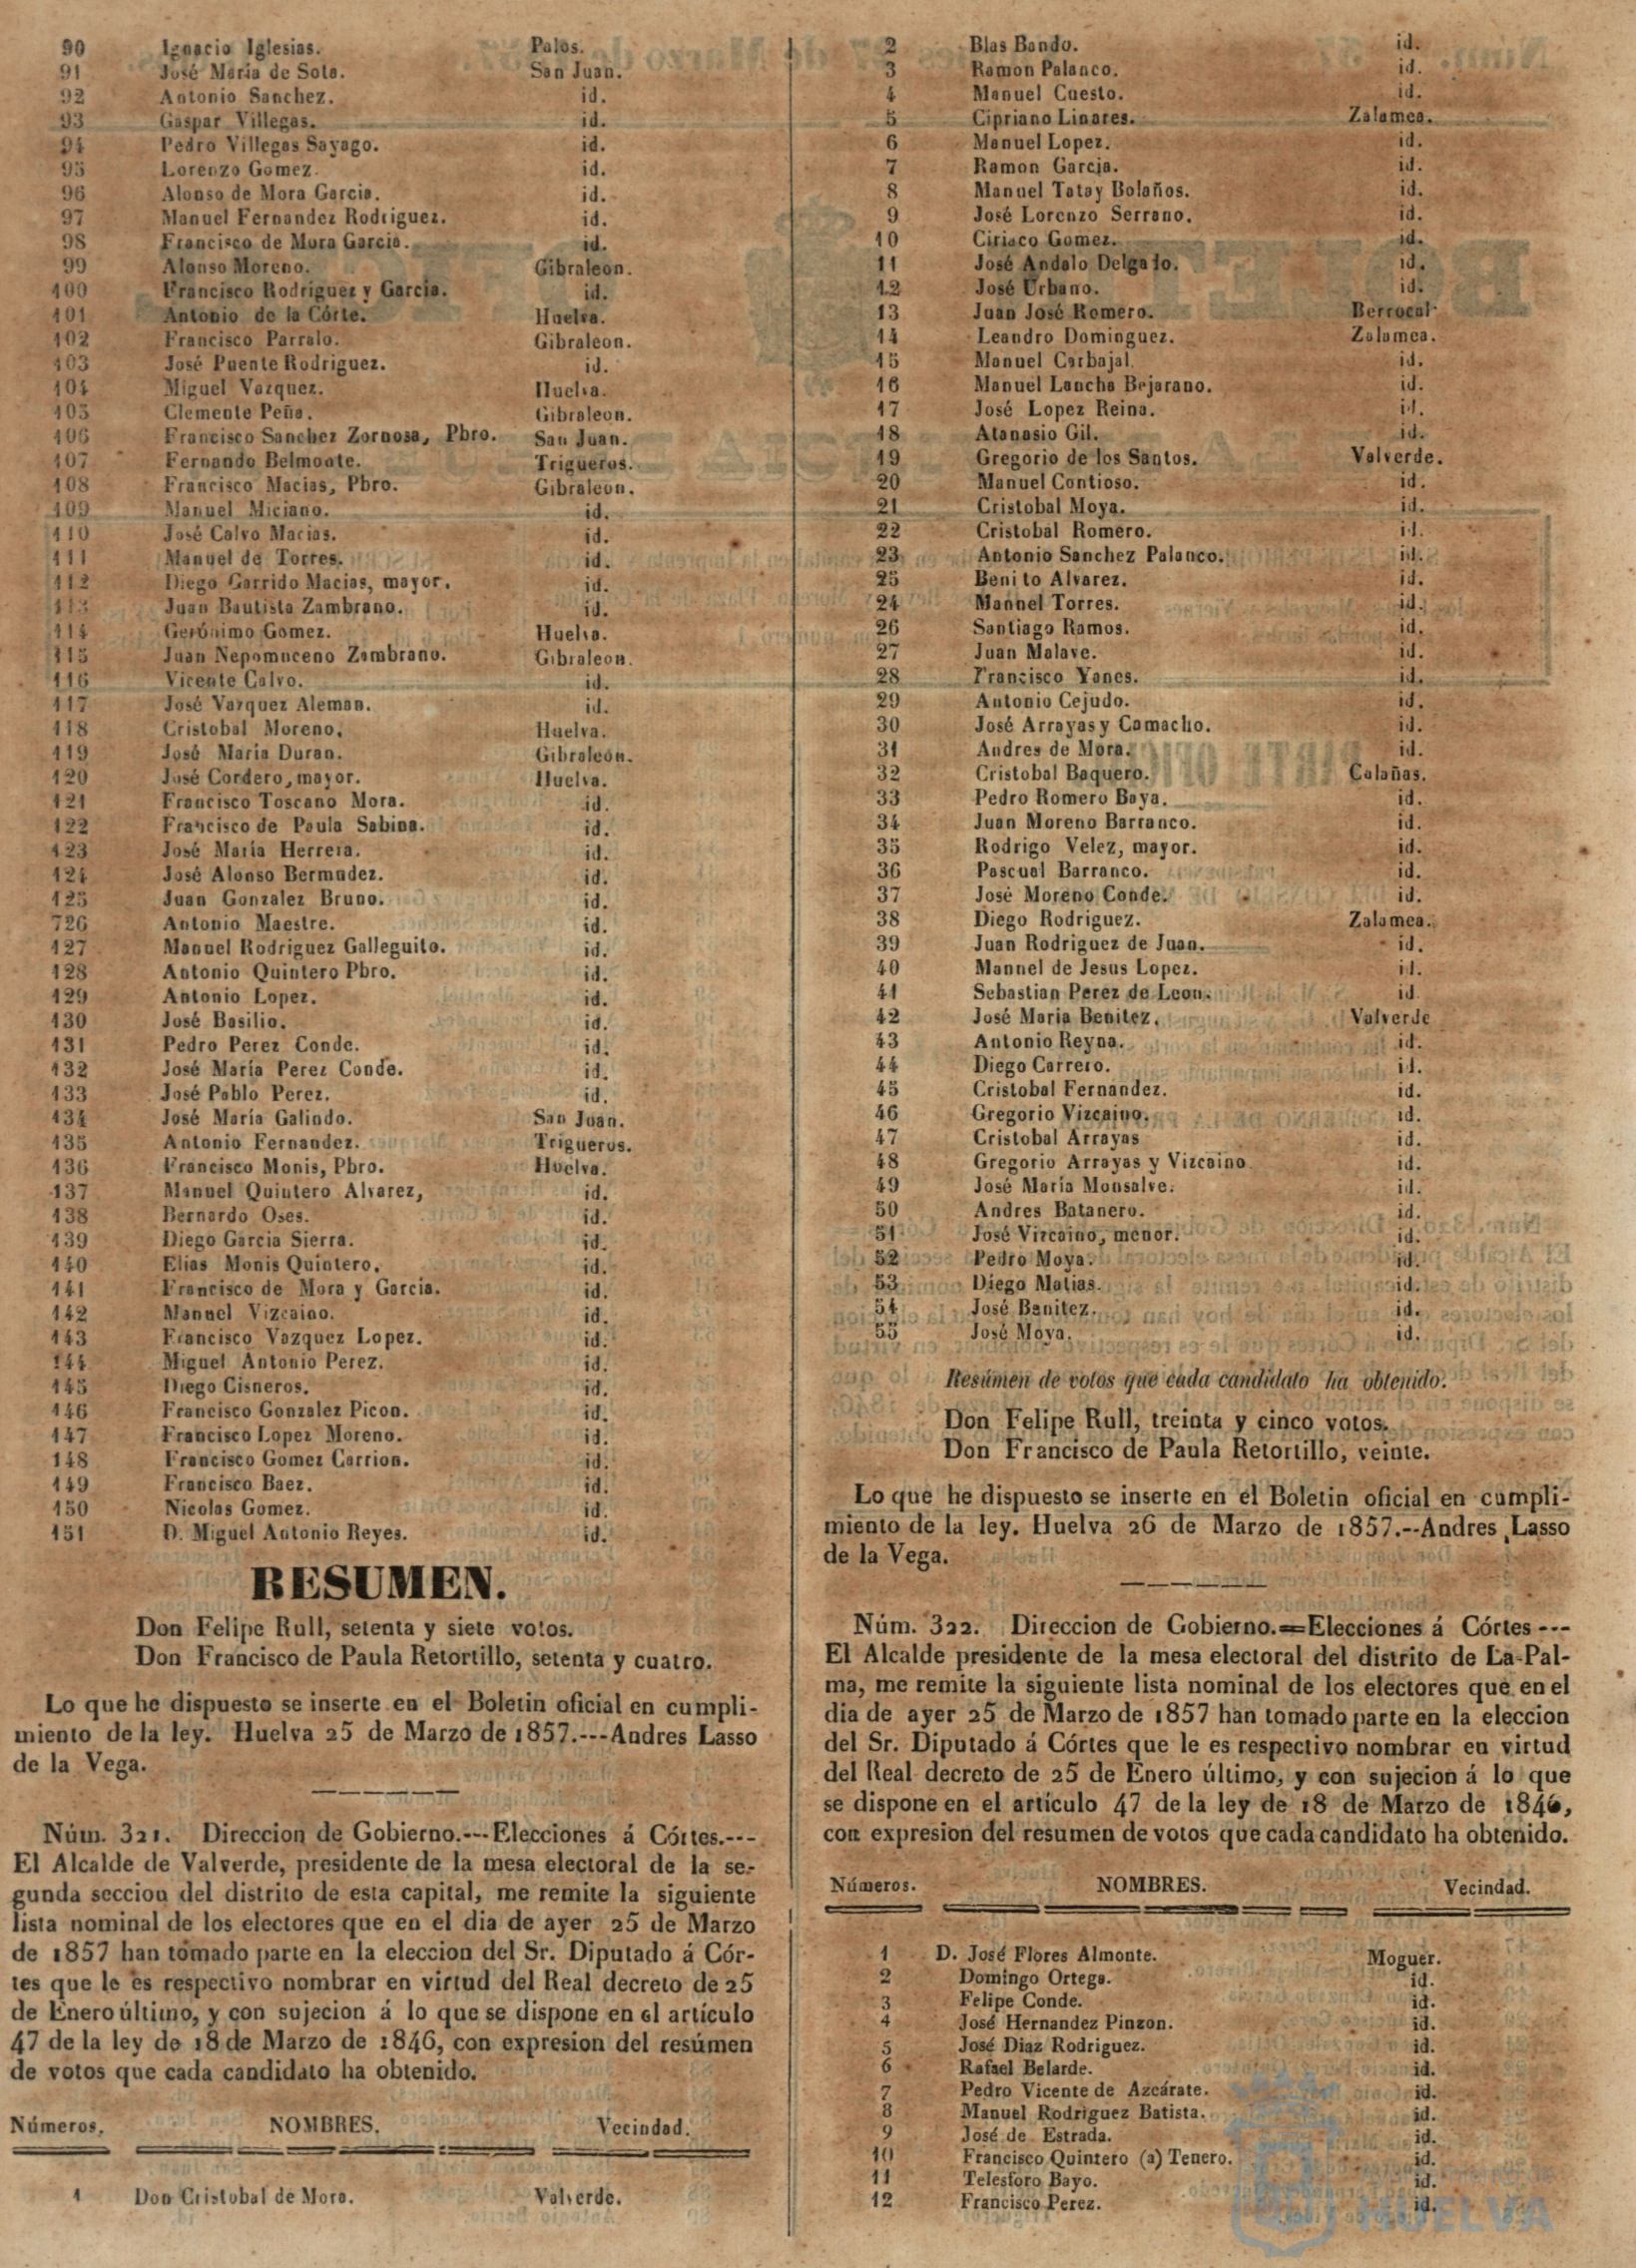 90 Ignacio Iglesias. Palos.
91 José María de Soto. San Juan.
92 Antonio Sanchez. id.
93 Gaspar Villegas. id.
94 Pedro Villegas Sayago. id.
95 Lorenzo Gomez. id.
96 Alonso de Mora Garcia. id.
97 Manuel Fernandez Rodriguez. id.
98 Francisco de Mora Garcia. id.
99 Alonso Moreno. Gibraleon.
100 Francisco Rodriguez y Garcia. id.
101 Antonio de la Córte. Huelva.
102 Francisco Parralo. Gibraleon.
103 José Puente Rodriguez. id.
104 Miguel Vazquez. Huelva.
105 Clemente Peña. Gibraleon.
106 Francisco Sanchez Zornosa, Pbro. San Juan.
107 Fernando Belmonte. Trigueros.
108 Francisco Macias, Pbro. Gibraleon.
109 Manuel Miciano. id.
110 José Calvo Macias. id.
111 Manuel de Torres. id.
112 Diego Garrido Macias, mayor. id.
113 Juan Bautista Zambrano. id.
114 Gerónimo Gomez. Huelva.
115 Juan Nepomuceno Zambrano. Gibraleon.
116 Vicente Calvo. id.
117 José Vazquez Aleman. id.
118 Cristobal Moreno, Huelva.
119 José María Duran. Gibraleon.
120 José Cordero, mayor. Huelva.
121 Francisco Toscano Mora. id.
122 Francisco de Paula Sabina. id.
123 José María Herrera. id.
124 José Alonso Bermudez. id.
125 Juan Gonzalez Bruno. id.
726 Antonio Maestre. id.
127 Manuel Rodriguez Galleguito. id.
128 Antonio Quintero Pbro. id.
129 Antonio Lopez. id.
130 José Basilio. id.
131 Pedro Perez Conde. id.
132 José María Perez Conde. id.
133 José Pablo Perez. id.
134 José María Galindo. San Juan.
135 Antonio Fernandez. Trigueros.
136 Francisco Monis, Pbro. Huelva.
137 Manuel Quintero Alvarez, id.
138 Bernardo Oses. id.
139 Diego Garcia Sierra. id.
140 Elias Monis Quintero. id.
141 Francisco de Mora y Garcia. id.
142 Manuel Vizcaino. id.
143 Francisco Vazquez Lopez. id.
144 Miguel Antonio Perez. id.
145 Diego Cisneros. id.
146 Francisco Gonzalez Picon. id.
147 Francisco Lopez Moreno. id.
148 Francisco Gomez Carrion. id.
149 Francisco Baez. id.
150 Nicolas Gomez. id.
151 D. Miguel Antonio Reyes. id.
RESUMEN.
Don Felipe Rull, setenta y siete votos.
Don Francisco de Paula Retortillo, setenta y cuatro.
Lo que he dispuesto se inserte en el Boletin oficial en cumpli-
miento de la ley. Huelva 25 de Marzo de 1857.---Andres Lasso
de la Vega.
Núm. 321. Direccion de Gobierno.---Elecciones á Córtes.---
El Alcalde de Valverde, presidente de la mesa electoral de la se-
gunda seccion del distrito de esta capital, me remite la siguiente
lista nominal de los electores que en el dia de ayer 25 de Marzo
de 1857 han tomado parte en la eleccion del Sr. Diputado á Cór-
tes que le es respectivo nombrar en virtud del Real decreto de 25
de Enero último, y con sujecion á lo que se dispone en el artículo
47 de la ley de 18 de Marzo de 1846, con expresion del resúmen
de votos que cada candidato ha obtenido.
Números. NOMBRES. Vecindad.
1 Don Cristobal de Mora. Valverde.
2 Blas Bando. id.
3 Ramon Palanco. id.
4 Manuel Cuesto. id.
5 Cipriano Linares. Zalamea.
6 Manuel Lopez. id.
7 Ramon Garcia. id.
8 Manuel Tatay Bolaños. id.
9 José Lorenzo Serrano. id.
10 Ciriaco Gomez. id.
11 José Andalo Delgado. id.
12 José Urbano. id.
13 Juan José Romero. Berrocal
14 Leandro Dominguez. Zalamea.
15 Manuel Carbajal. id.
16 Manuel Lancha Bejarano. id.
17 José Lopez Reina. id.
18 Atanasio Gil. id.
19 Gregorio de los Santos. Valverde.
20 Manuel Contioso. id.
21 Cristobal Moya. id.
22 Cristobal Romero. id.
23 Antonio Sanchez Palanco. id.
25 Benito Alvarez. id.
24 Mannel Torres. id.
26 Santiago Ramos. id.
27 Juan Malave. id.
28 Francisco Yanes. id.
29 Antonio Cejudo. id.
30 José Arrayas y Camacho. id.
31 Andres de Mora. id.
32 Cristobal Baquero. Calañas.
33 Pedro Romero Boya. id.
34 Juan Moreno Barranco. id.
35 Rodrigo Velez, mayor. id.
36 Pascual Barranco. id.
37 José Moreno Conde. id.
38 Diego Rodriguez. Zalamea.
39 Juan Rodriguez de Juan. id.
40 Mannel de Jesus Lopez. id.
41 Sebastian Perez de Leon. id
42 José Maria Benitez. Valverde
43 Antonio Reyna. id.
44 Diego Carrero. id.
45 Cristobal Fernandez. id.
46 Gregorio Vizcaino. id.
47 Cristobal Arrayas id.
48 Gregorio Arrayas y Vizcaino id.
49 José María Monsalve. id.
50 Andres Batanero. id.
51 José Vizcaino, menor. id.
52 Pedro Moya. id.
53 Diego Matias. id.
54 José Benitez. id.
55 José Moya. id.
Resúmen de votos que cada candidato ha obtenido.
Don Felipe Rull, treinta y cinco votos.
Don Francisco de Paula Retortillo, veinte.
Lo que he dispuesto se inserte en el Boletin oficial en cumpli-
miento de la ley. Huelva 26 de Marzo de 1857.--Andres Lasso
de la Vega.
Núm. 322. Direccion de Gobierno.=Elecciones á Córtes ---
El Alcalde presidente de la mesa electoral del distrito de La-Pal-
ma, me remite la siguiente lista nominal de los electores que en el
dia de ayer 25 de Marzo de 1857 han tomado parte en la eleccion
del Sr. Diputado á Córtes que le es respectivo nombrar en virtud
del Real decreto de 25 de Enero último, y con sujecion á lo que
se dispone en el artículo 47 de la ley de 18 de Marzo de 1846,
con expresion del resumen de votos que cada candidato ha obtenido.
Números. NOMBRES. Vecindad.
1 D. José Flores Almonte. Moguer.
2 Domingo Ortega. id.
3 Felipe Conde. id.
4 José Hernandez Pinzon. id.
5 José Diaz Rodriguez. id.
6 Rafael Belarde. id.
7 Pedro Vicente de Azcárate. id.
8 Manuel Rodriguez Batista. id.
9 José de Estrada. id.
10 Francisco Quintero (a) Tenero. id.
11 Telesforo Bayo. id.
12 Francisco Perez. id.
HUELVA